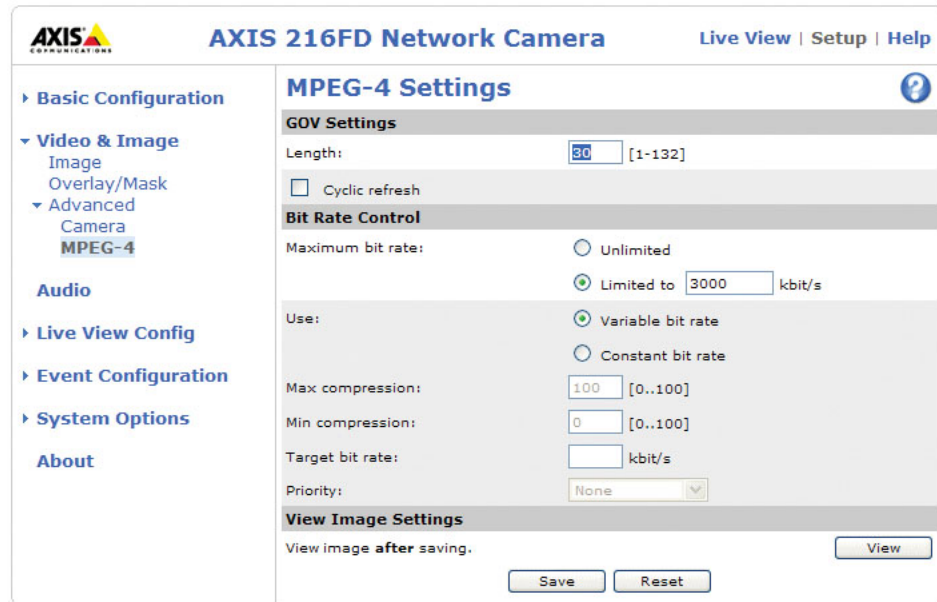 AXIS
COMMUNICATIONS
AXIS 216FD Network Camera
Live View | Setup | Help
Basic Configuration
Video & Image
Image
Overlay/Mask
Advanced
Camera
MPEG-4
Audio
Live View Config
Event Configuration
System Options
About
MPEG-4 Settings
?
GOV Settings
Length: 30 [1-132]
Cyclic refresh
Bit Rate Control
Maximum bit rate: Unlimited
Limited to 3000 kbit/s
Use: Variable bit rate
Constant bit rate
Max compression: 100 [0..100]
Min compression: 0 [0..100]
Target bit rate: kbit/s
Priority: None
View Image Settings
View image after saving. View
Save Reset